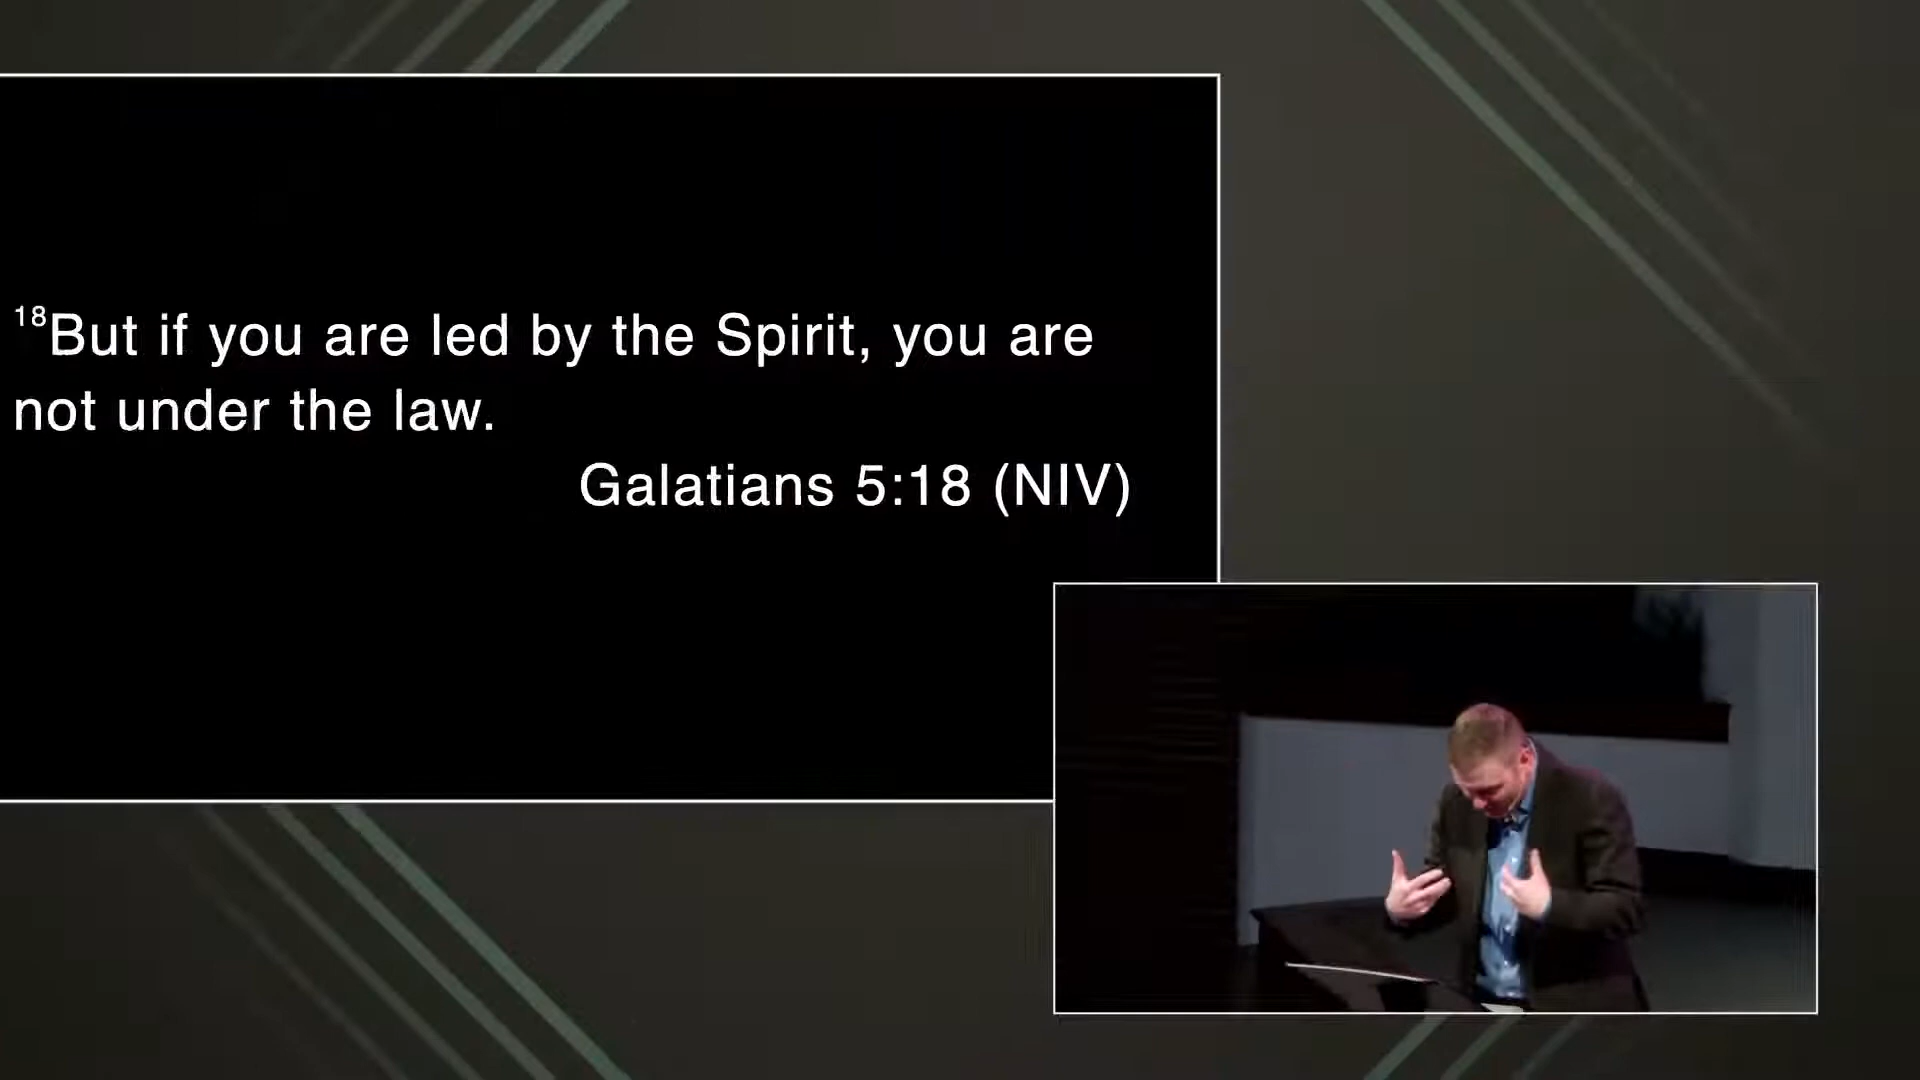 18But if you are led by the Spirit, you are
not under the law.
Galatians 5:18 (NIV)